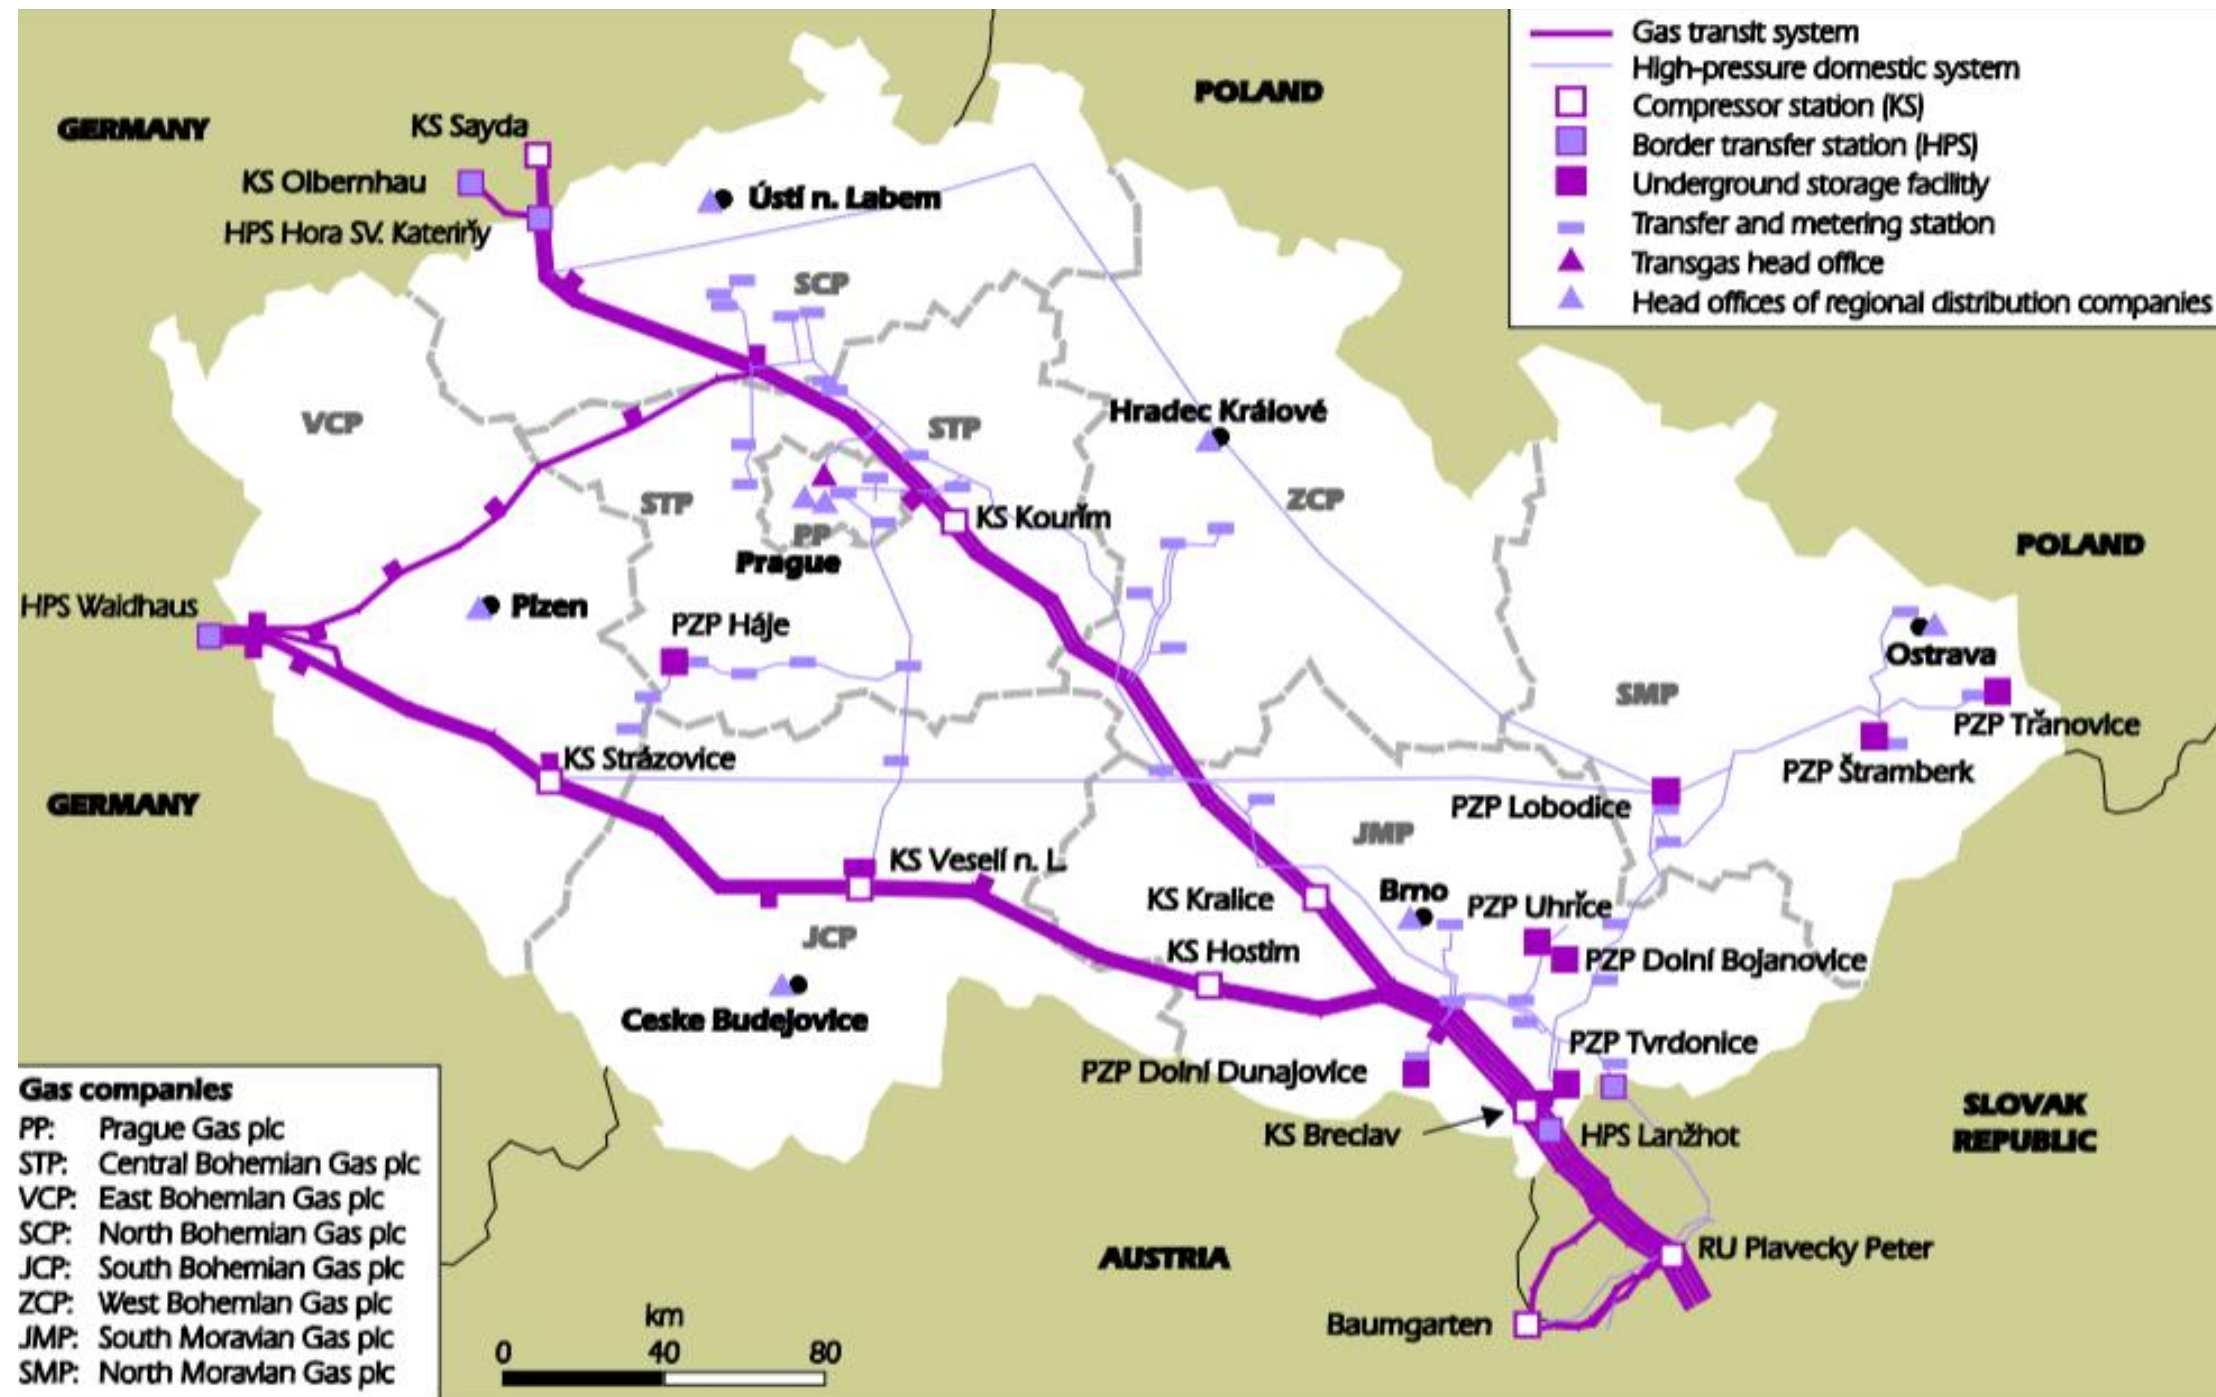 Gas transit system
High-pressure domestic system
Compressor station (KS)
Border transfer station (HPS)
Underground storage facilitiy
Transfer and metering station
Transgas head office
Head offices of regional distribution companies
POLAND
GERMANY
KS Sayda
KS Olbernhau
HPS Hora SV. Kateriňy
Ústí n. Labem
SCP
VCP
Hradec Králové
STP
STP
ZCP
KS Kouřim
PP
Prague
POLAND
HPS Waidhaus
Plzen
PZP Háje
Ostrava
SMP
PZP Třanovice
KS Strázovice
PZP Štramberk
GERMANY
PZP Lobodice
JMP
KS Veselí n. L.
Brno
KS Kralice
PZP Uhřice
JCP
KS Hostim
PZP Dolní Bojanovice
Ceske Budejovice
PZP Tvrdonice
PZP Dolní Dunajovice
KS Breclav
HPS Lanžhot
SLOVAK
REPUBLIC
AUSTRIA
RU Plavecky Peter
Baumgarten
Gas companies
PP: Prague Gas plc
STP: Central Bohemian Gas plc
VCP: East Bohemian Gas plc
SCP: North Bohemian Gas plc
JCP: South Bohemian Gas plc
ZCP: West Bohemian Gas plc
JMP: South Moravian Gas plc
SMP: North Moravian Gas plc
km
0 40 80